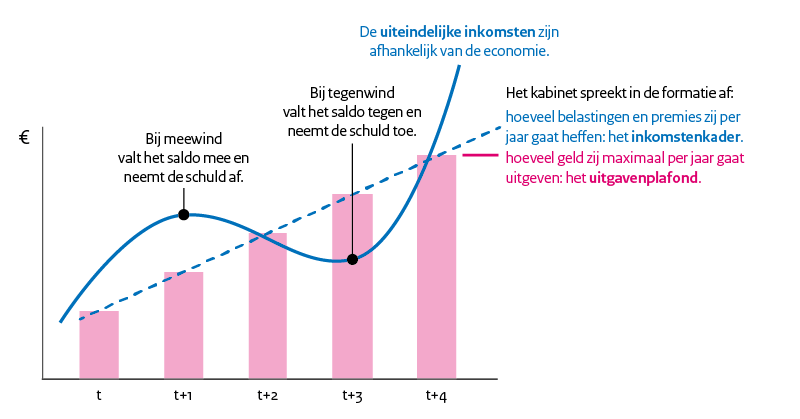 De uiteindelijke inkomsten zijn
afhankelijk van de economie.
Bij tegenwind
valt het saldo tegen en
neemt de schuld toe.
Het kabinet spreekt in de formatie af:
hoeveel belastingen en premies zij per
jaar gaat heffen: het inkomstenkader.
hoeveel geld zij maximaal per jaar gaat
uitgeven: het uitgavenplafond.
€
Bij meewind
valt het saldo mee en
neemt de schuld af.
t
t+1
t+2
t+3
t+4